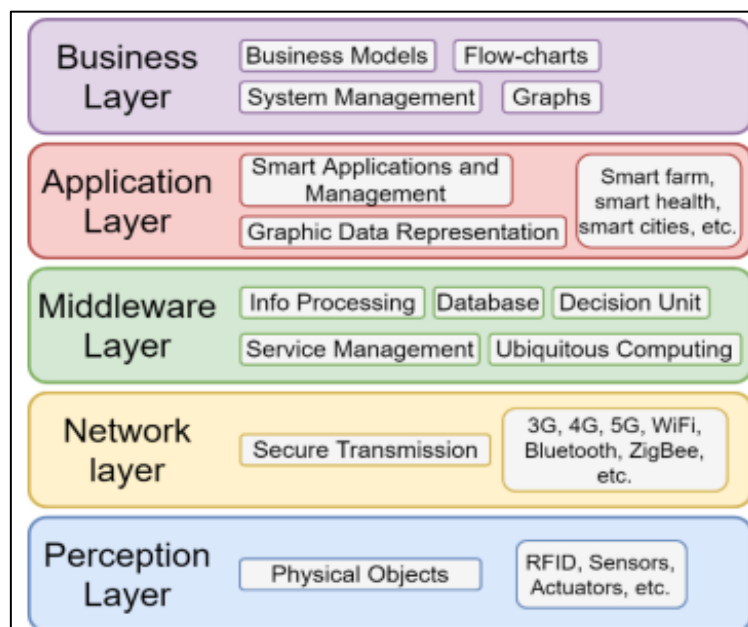 Business
Layer
Business Models
Flow-charts
System Management
Graphs
Application
Layer
Smart Applications and
Management
Graphic Data Representation
Smart farm,
smart health,
smart cities, etc.
Middleware
Layer
Info Processing
Database
Decision Unit
Service Management
Ubiquitous Computing
Network
layer
Secure Transmission
3G, 4G, 5G, WiFi,
Bluetooth, ZigBee,
etc.
Perception
Layer
Physical Objects
RFID, Sensors,
Actuators, etc.